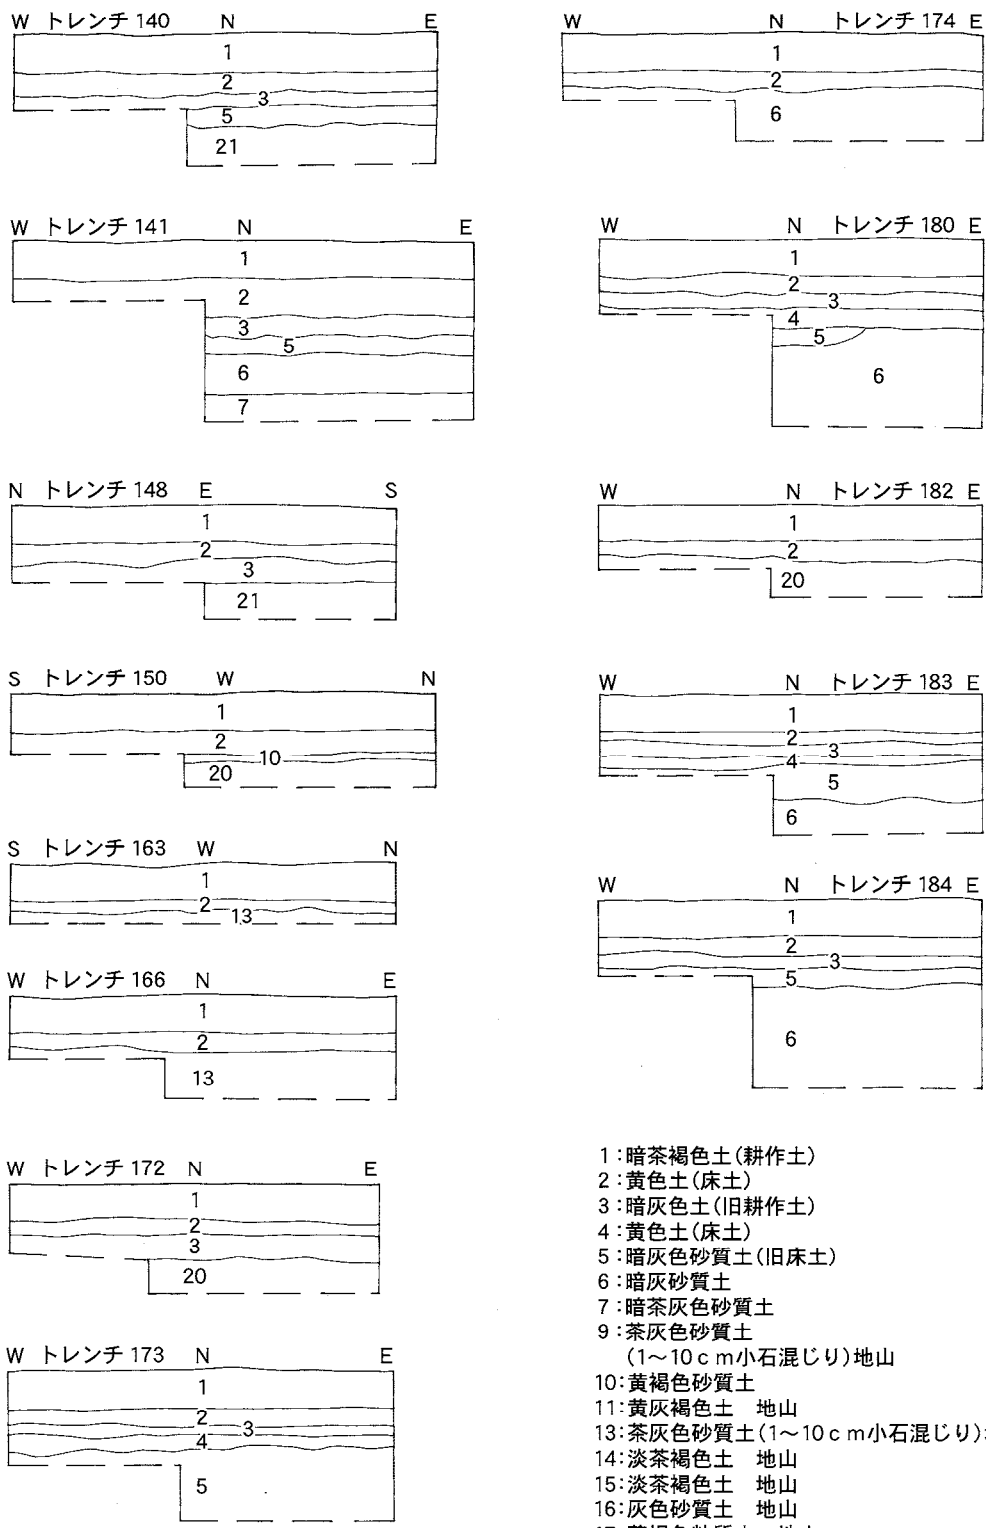 W トレンチ 140 N E
1
2
3
5
21
W トレンチ 141 N E
1
2
3
5
6
7
N トレンチ 148 E S
1
2
3
21
S トレンチ 150 W N
1
2
10
20
S トレンチ 163 W N
1
2
13
W トレンチ 166 N E
1
2
13
W トレンチ 172 N E
1
2
3
20
W トレンチ 173 N E
1
2
3
4
5
W N トレンチ 174 E
1
2
6
W N トレンチ 180 E
1
2
3
4
5
6
W N トレンチ 182 E
1
2
20
W N トレンチ 183 E
1
2
3
4
5
6
W N トレンチ 184 E
1
2
3
5
6
1:暗茶褐色土(耕作土)
2:黄色土(床土)
3:暗灰色土(旧耕作土)
4:黄色土(床土)
5:暗灰色砂質土(旧床土)
6:暗灰砂質土
7:暗茶灰色砂質土
9:茶灰色砂質土
(1〜10cm小石混じり)地山
10:黄褐色砂質土
11:黄灰褐色土 地山
13:茶灰色砂質土(1〜10cm小石混じり)
14:淡茶褐色土 地山
15:淡茶褐色土 地山
16:灰色砂質土 地山